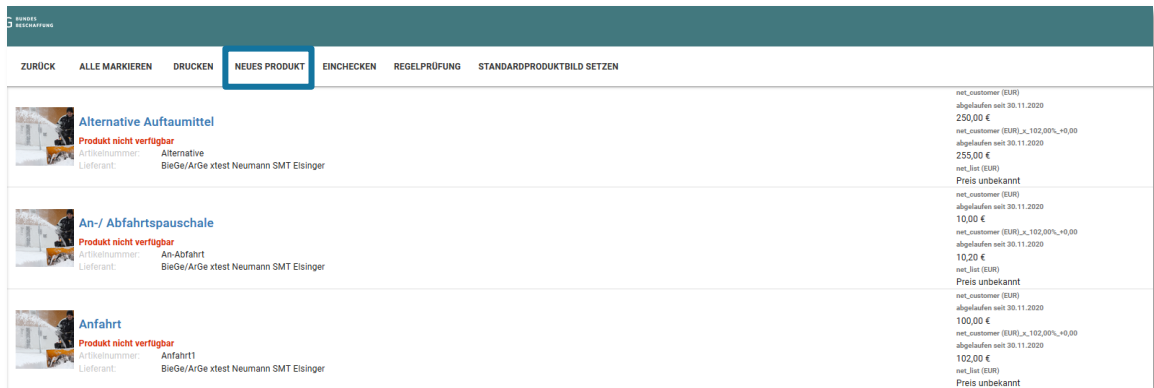 G BUNDES
BESCHAFFUNG
ZURÜCK ALLE MARKIEREN DRUCKEN NEUES PRODUKT EINCHECKEN REGELPRÜFUNG STANDARDPRODUKTBILD SETZEN
Alternative Auftaumittel
Produkt nicht verfügbar
Artikelnummer: Alternative
Lieferant: BieGe/ArGe xtest Neumann SMT Elsinger
net_customer (EUR)
abgelaufen seit 30.11.2020
250,00 €
net_customer (EUR)_x_102,00%_+0,00
abgelaufen seit 30.11.2020
255,00 €
net_list (EUR)
Preis unbekannt
An-/ Abfahrtspauschale
Produkt nicht verfügbar
Artikelnummer: An-Abfahrt
Lieferant: BieGe/ArGe xtest Neumann SMT Elsinger
net_customer (EUR)
abgelaufen seit 30.11.2020
10,00 €
net_customer (EUR)_x_102,00%_+0,00
abgelaufen seit 30.11.2020
10,20 €
net_list (EUR)
Preis unbekannt
Anfahrt
Produkt nicht verfügbar
Artikelnummer: Anfahrt1
Lieferant: BieGe/ArGe xtest Neumann SMT Elsinger
net_customer (EUR)
abgelaufen seit 30.11.2020
100,00 €
net_customer (EUR)_x_102,00%_+0,00
abgelaufen seit 30.11.2020
102,00 €
net_list (EUR)
Preis unbekannt